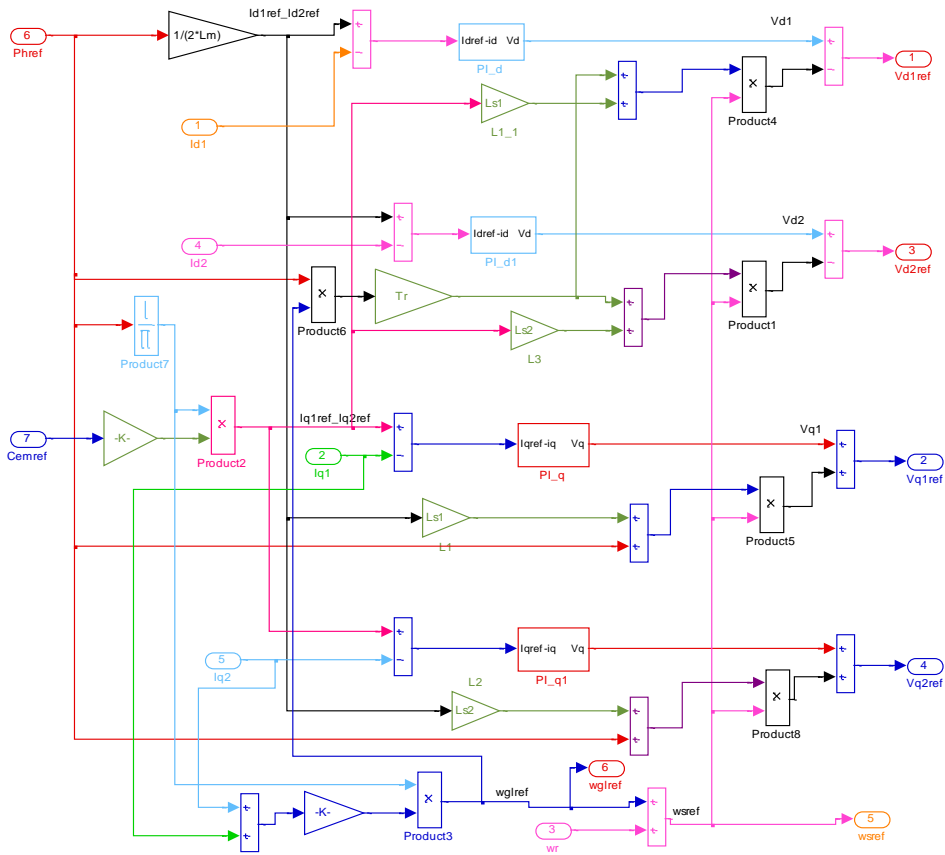 Id1ref_Id2ref
Vd1
6
Phref
1/(2*Lm)
+
−
Idref-id Vd
PI_d
+
−
1
Vd1ref
+
+
×
Product4
Ls1
L1_1
1
Id1
Vd2
+
−
Idref-id Vd
PI_d1
+
−
3
Vd2ref
4
Id2
×
Product6
Tr
+
+
×
Product1
Ls2
L3
Product7
Iq1ref_Iq2ref
Vq1
7
Cemref
-K-
×
Product2
+
−
2
Iq1
Iqref-iq Vq
PI_q
+
+
2
Vq1ref
×
Product5
Ls1
L1
+
+
+
−
5
Iq2
Iqref-iq Vq
PI_q1
+
+
4
Vq2ref
L2
Ls2
+
+
×
Product8
6
wglref
wglref
+
+
-K-
×
Product3
3
wr
+
+
wsref
5
wsref